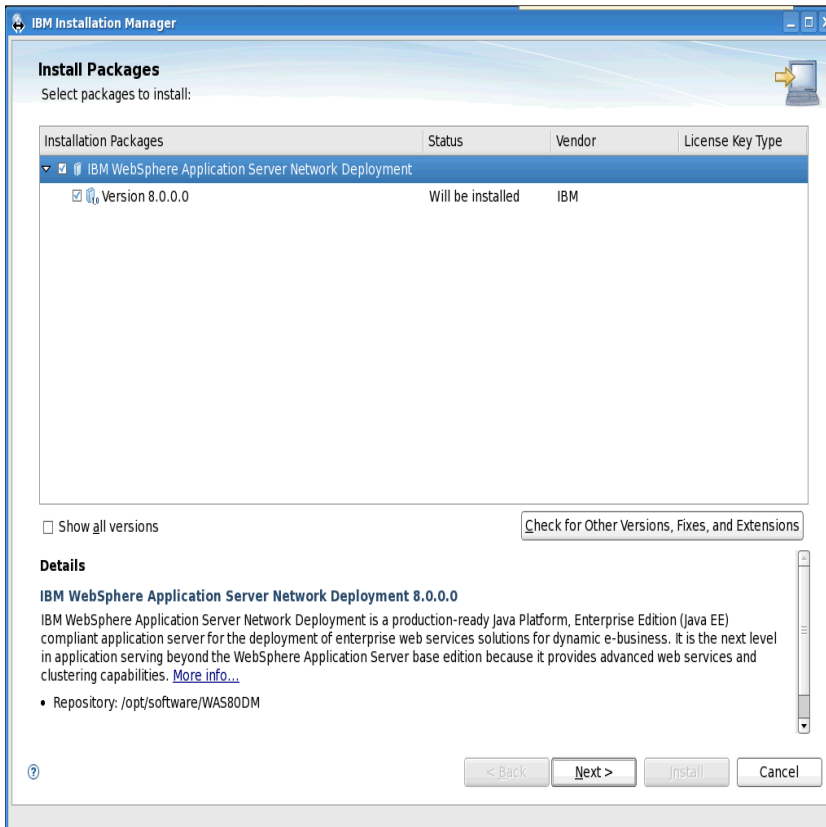 IBM Installation Manager
Install Packages
Select packages to install:
Installation Packages Status Vendor License Key Type
IBM WebSphere Application Server Network Deployment
Version 8.0.0.0 Will be installed IBM
Show all versions
Check for Other Versions, Fixes, and Extensions
Details
IBM WebSphere Application Server Network Deployment 8.0.0.0
IBM WebSphere Application Server Network Deployment is a production-ready Java Platform, Enterprise Edition (Java EE)
compliant application server for the deployment of enterprise web services solutions for dynamic e-business. It is the next level
in application serving beyond the WebSphere Application Server base edition because it provides advanced web services and
clustering capabilities. More info...
• Repository: /opt/software/WAS80DM
? < Back Next > Install Cancel